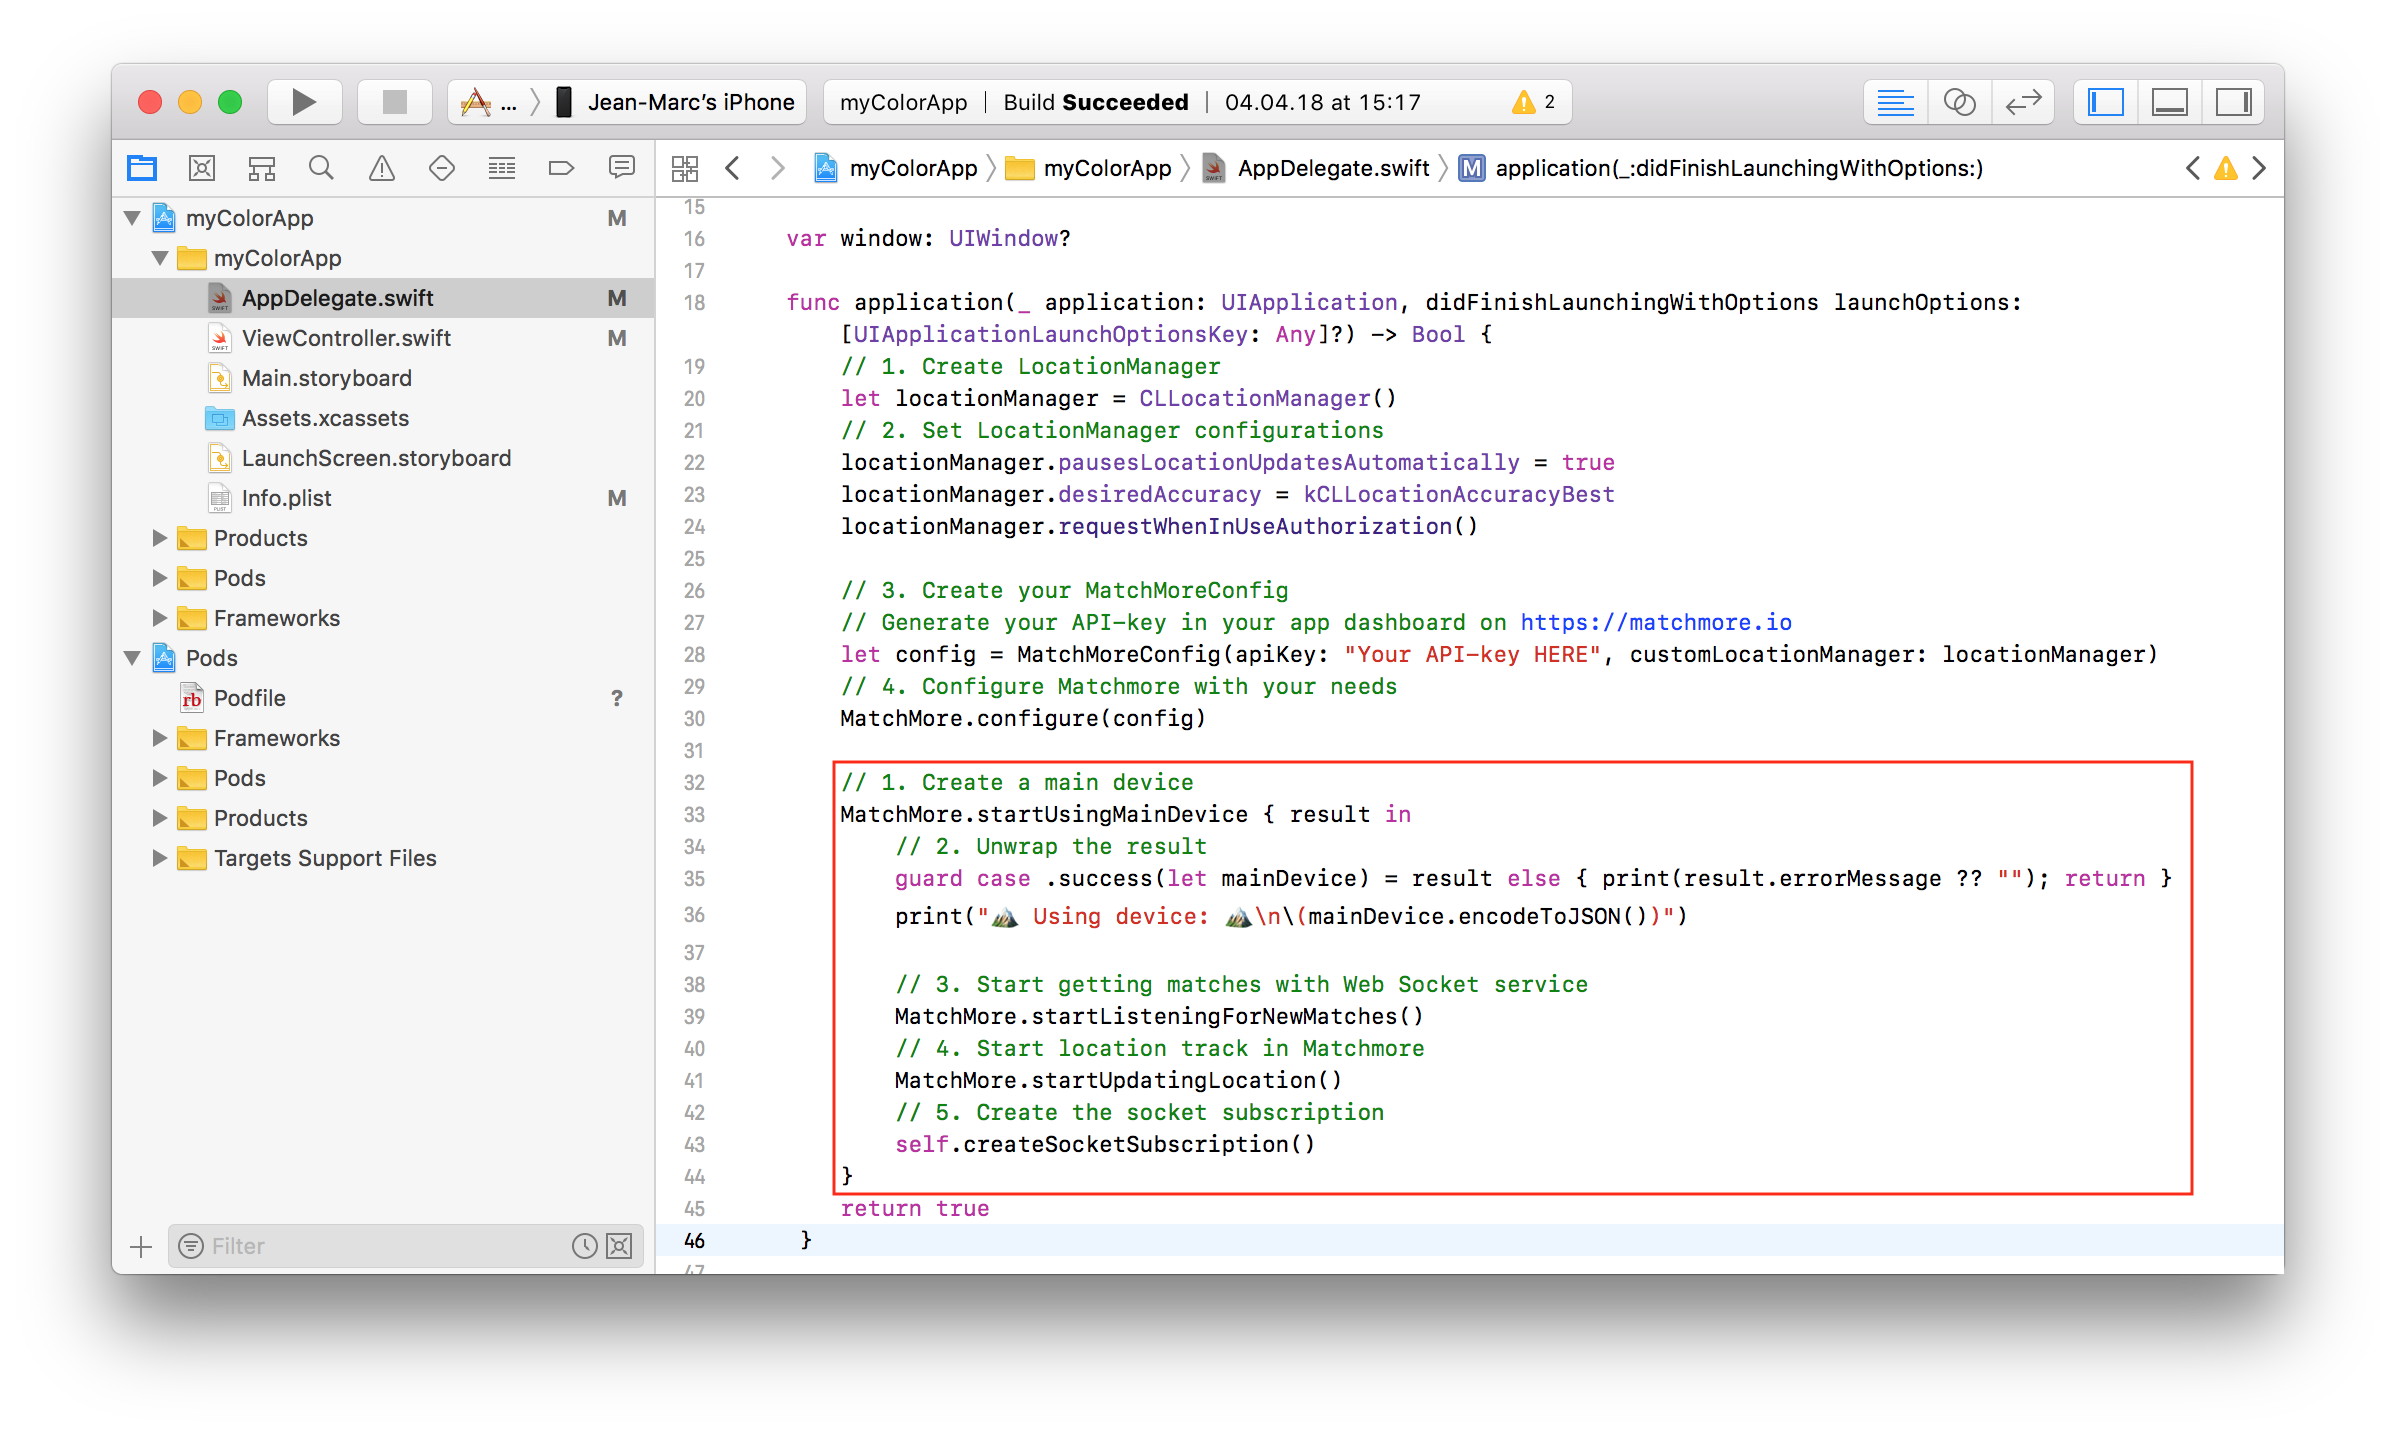 ... Jean-Marc’s iPhone
myColorApp | Build Succeeded | 04.04.18 at 15:17 2
myColorApp myColorApp AppDelegate.swift M application(_:didFinishLaunchingWithOptions:)
myColorApp M
myColorApp
AppDelegate.swift M
ViewController.swift M
Main.storyboard
Assets.xcassets
LaunchScreen.storyboard
Info.plist M
Products
Pods
Frameworks
Pods
rb Podfile ?
Frameworks
Pods
Products
Targets Support Files
Filter
15
16 var window: UIWindow?
17
18 func application(_ application: UIApplication, didFinishLaunchingWithOptions launchOptions:
[UIApplicationLaunchOptionsKey: Any]?) -> Bool {
19 // 1. Create LocationManager
20 let locationManager = CLLocationManager()
21 // 2. Set LocationManager configurations
22 locationManager.pausesLocationUpdatesAutomatically = true
23 locationManager.desiredAccuracy = kCLLocationAccuracyBest
24 locationManager.requestWhenInUseAuthorization()
25
26 // 3. Create your MatchMoreConfig
27 // Generate your API-key in your app dashboard on https://matchmore.io
28 let config = MatchMoreConfig(apiKey: "Your API-key HERE", customLocationManager: locationManager)
29 // 4. Configure Matchmore with your needs
30 MatchMore.configure(config)
31
32 // 1. Create a main device
33 MatchMore.startUsingMainDevice { result in
34 // 2. Unwrap the result
35 guard case .success(let mainDevice) = result else { print(result.errorMessage ?? ""); return }
36 print("🏔 Using device: 🏔\n\(mainDevice.encodeToJSON())")
37
38 // 3. Start getting matches with Web Socket service
39 MatchMore.startListeningForNewMatches()
40 // 4. Start location track in Matchmore
41 MatchMore.startUpdatingLocation()
42 // 5. Create the socket subscription
43 self.createSocketSubscription()
44 }
45 return true
46 }
47